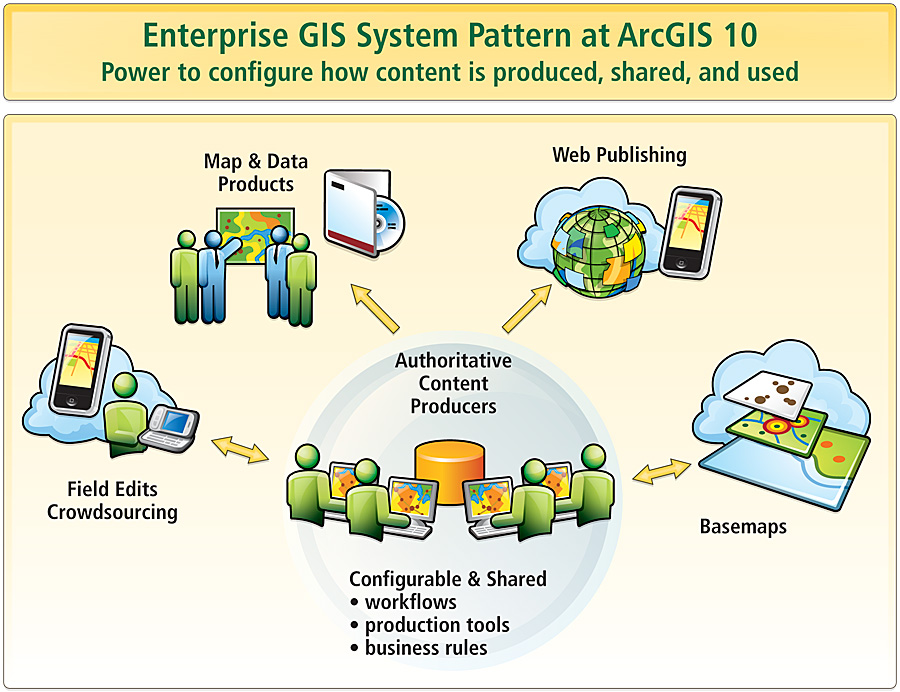 Enterprise GIS System Pattern at ArcGIS 10
Power to configure how content is produced, shared, and used
Map & Data
Products
Web Publishing
Authoritative
Content
Producers
Field Edits
Crowdsourcing
Basemaps
Configurable & Shared
• workflows
• production tools
• business rules